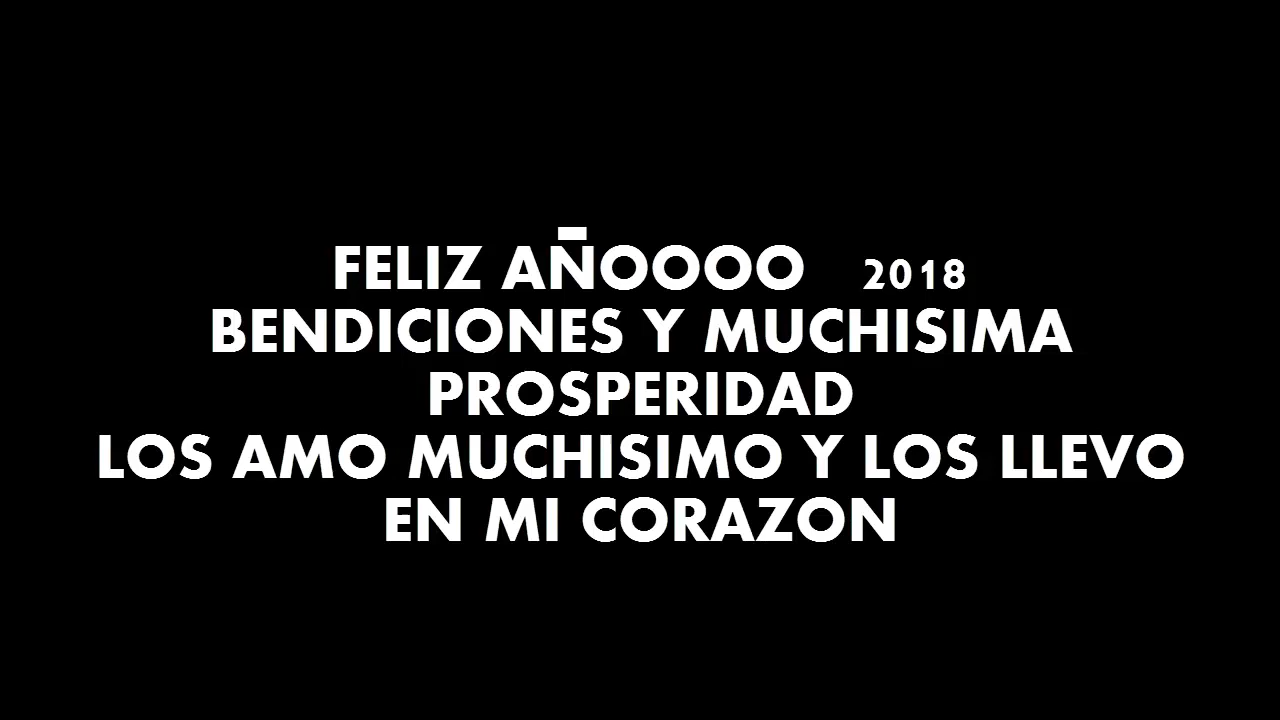 FELIZ AÑOOOO 2018
BENDICIONES Y MUCHISIMA
PROSPERIDAD
LOS AMO MUCHISIMO Y LOS LLEVO
EN MI CORAZON